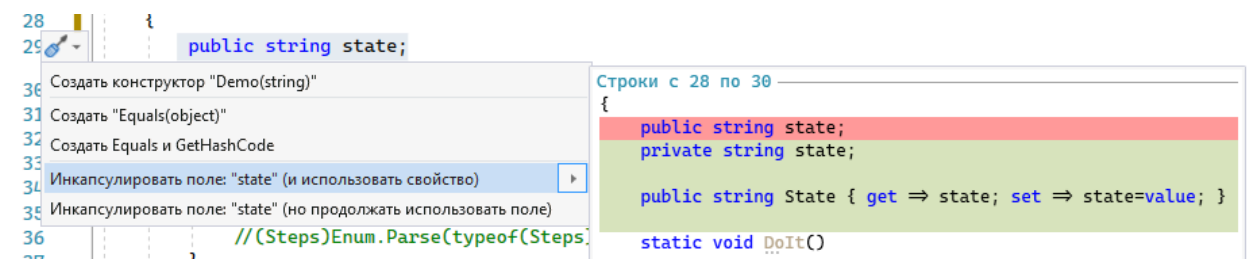 28
{
29
public string state;
30
Создать конструктор "Demo(string)"
31
Создать "Equals(object)"
32
Создать Equals и GetHashCode
33
34
Инкапсулировать поле: "state" (и использовать свойство)
35
Инкапсулировать поле: "state" (но продолжать использовать поле)
36
//(Steps)Enum.Parse(typeof(Steps
Строки с 28 по 30
{
public string state;
private string state;
public string State { get ⇒ state; set ⇒ state=value; }
static void DoIt()